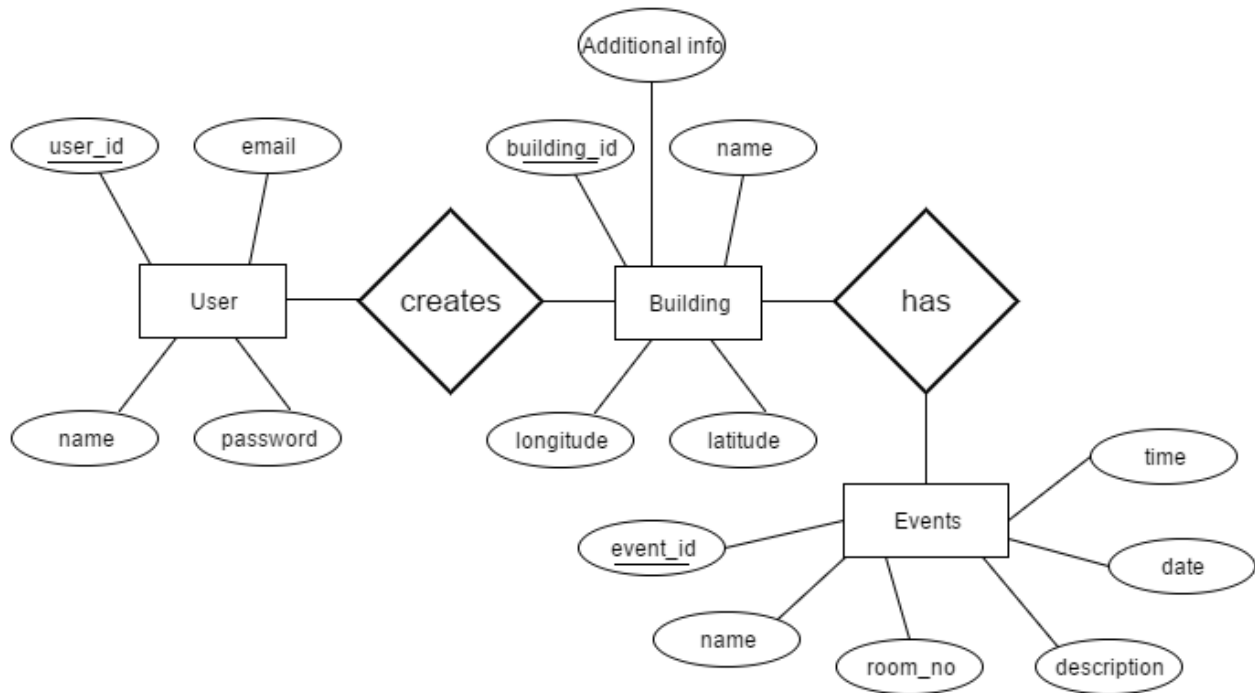 Additional info
user_id
email
building_id
name
User
creates
Building
has
name
password
longitude
latitude
time
Events
event_id
date
name
room_no
description